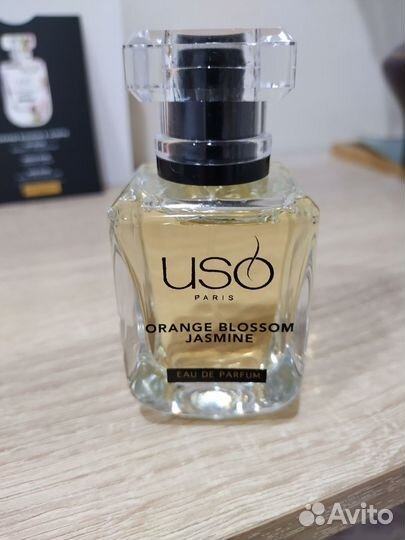 USO
PARIS
ORANGE BLOSSOM
JASMINE
EAU DE PARFUM
Avito